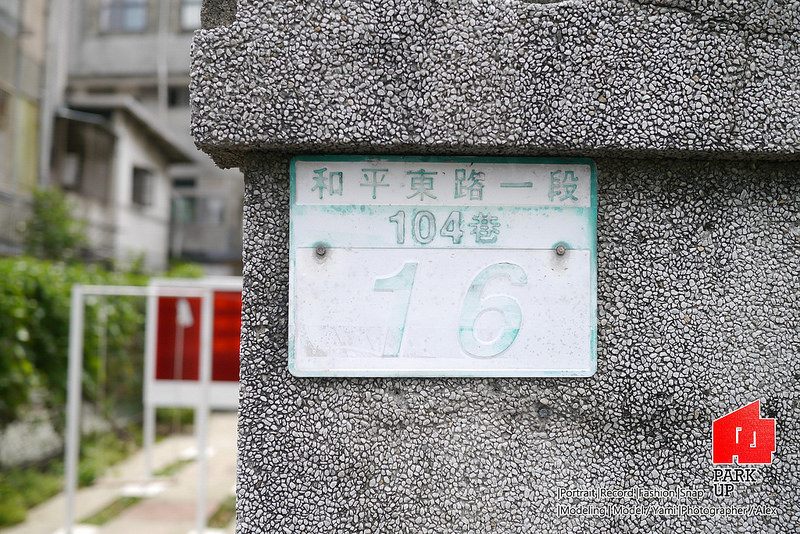 和平東路一段
104巷
16
PARK
UP
|Portrait |Record |Fashion |Snap
|Modeling | Model / Yami |Photographer / Alex